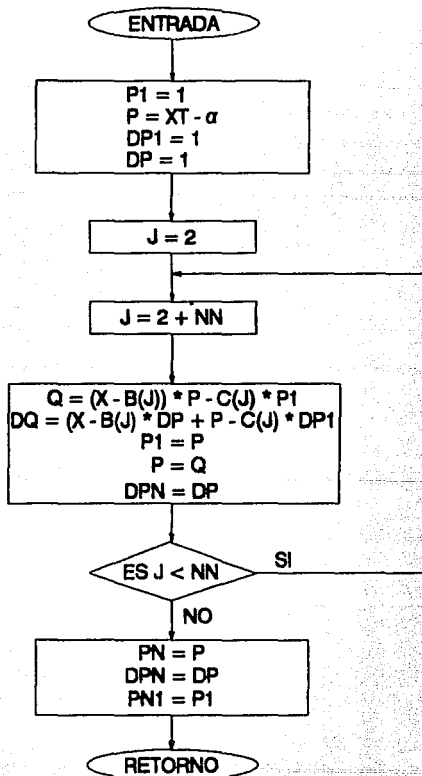 ENTRADA
P1 = 1
P = XT - α
DP1 = 1
DP = 1
J = 2
J = 2 + NN
Q = (X - B(J)) * P - C(J) * P1
DQ = (X - B(J) * DP + P - C(J) * DP1
P1 = P
P = Q
DPN = DP
ES J < NN
SI
NO
PN = P
DPN = DP
PN1 = P1
RETORNO